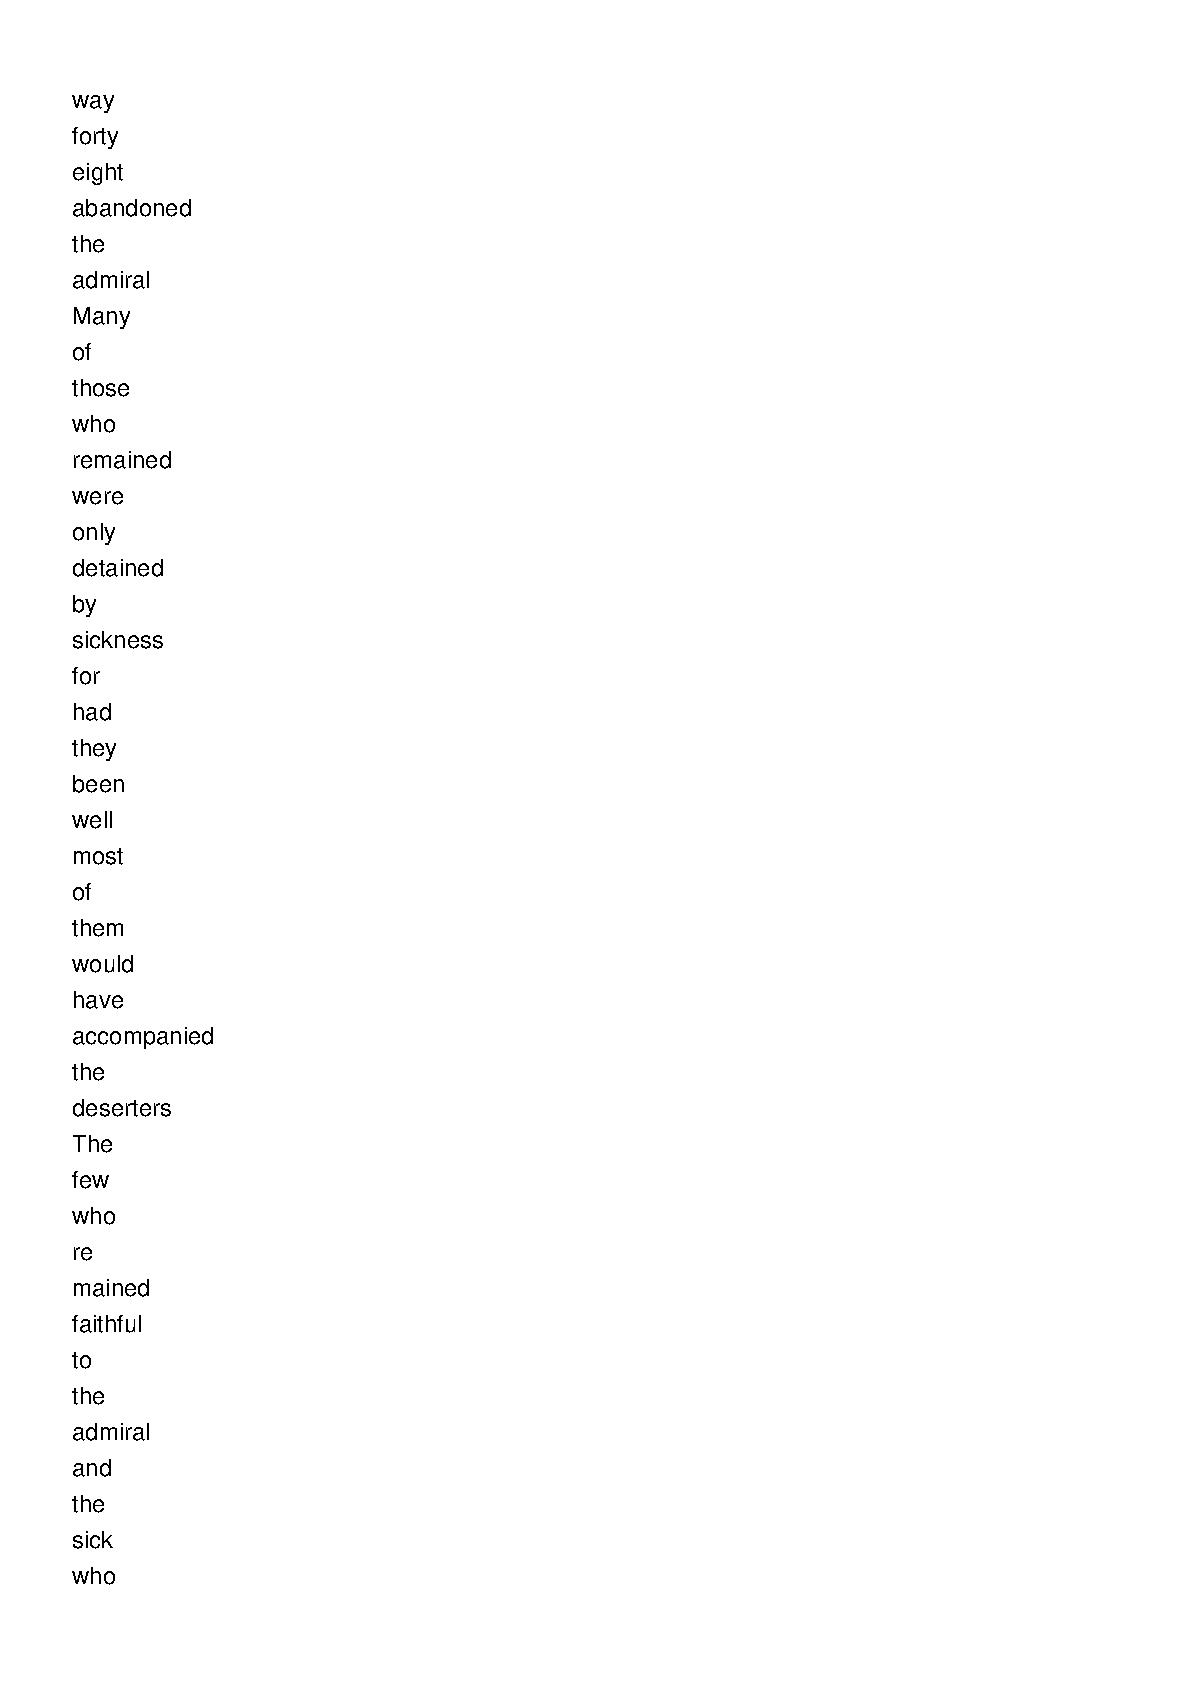 way
forty
eight
abandoned
the
admiral
Many
of
those
who
remained
were
only
detained
by
sickness
for
had
they
been
well
most
of
them
would
have
accompanied
the
deserters
The
few
who
re
mained
faithful
to
the
admiral
and
the
sick
who